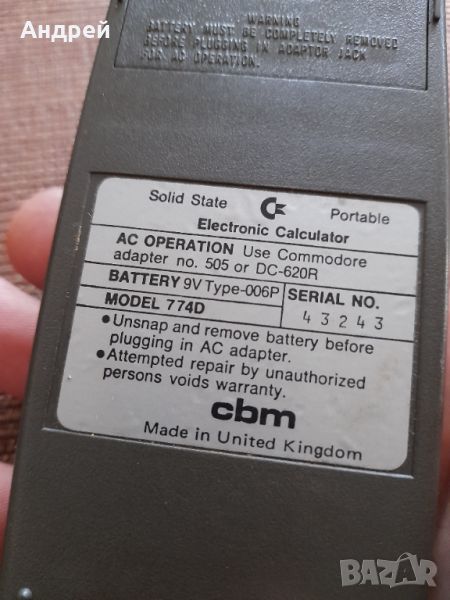 Андрей
WARNING
BATTERY MUST BE COMPLETELY REMOVED
BEFORE PLUGGING IN ADAPTOR JACK
FOR AC OPERATION.
Solid State
Portable
Electronic Calculator
AC OPERATION Use Commodore
adapter no. 505 or DC-620R
BATTERY 9V Type-006P
SERIAL NO.
MODEL 774D
43243
•Unsnap and remove battery before
plugging in AC adapter.
•Attempted repair by unauthorized
persons voids warranty.
cbm
Made in United Kingdom
BAZAR